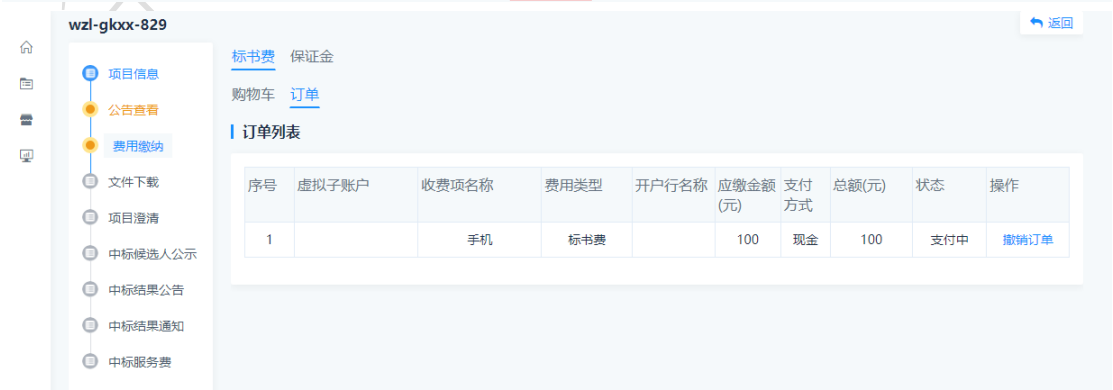 wzl-gkxx-829
返回
项目信息
公告查看
费用缴纳
文件下载
项目澄清
中标候选人公示
中标结果公告
中标结果通知
中标服务费
标书费 保证金
购物车 订单
订单列表
序号 虚拟子账户 收费项名称 费用类型 开户行名称 应缴金额(元) 支付方式 总额(元) 状态 操作
1 手机 标书费 100 现金 100 支付中 撤销订单